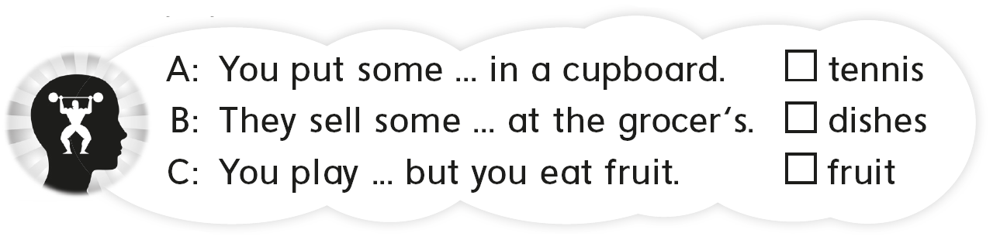 A: You put some ... in a cupboard. ☐ tennis
B: They sell some ... at the grocer's. ☐ dishes
C: You play ... but you eat fruit. ☐ fruit